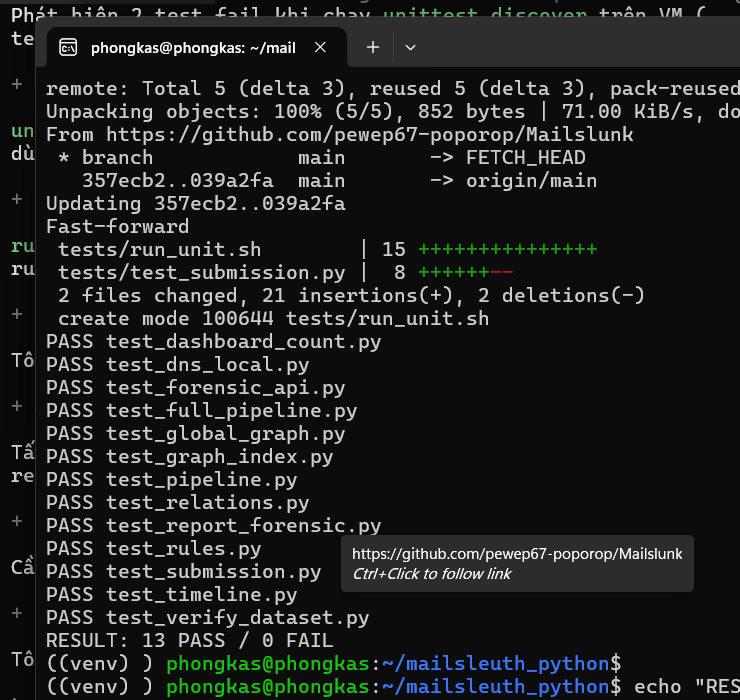 Phát hiện 2 test fail khi chạy unittest discover trên VM (
te
phongkas@phongkas: ~/mail
+
remote: Total 5 (delta 3), reused 5 (delta 3), pack-reused
Unpacking objects: 100% (5/5), 852 bytes | 71.00 KiB/s, do
un
From https://github.com/pewep67-poporop/Mailslunk
dù
* branch main -> FETCH_HEAD
357ecb2..039a2fa main -> origin/main
+
Updating 357ecb2..039a2fa
Fast-forward
ru
tests/run_unit.sh | 15 +++++++++++++++
ru
tests/test_submission.py | 8 ++++++--
2 files changed, 21 insertions(+), 2 deletions(-)
+
create mode 100644 tests/run_unit.sh
PASS test_dashboard_count.py
Tô
PASS test_dns_local.py
PASS test_forensic_api.py
+
PASS test_full_pipeline.py
PASS test_global_graph.py
Tấ
PASS test_graph_index.py
re
PASS test_pipeline.py
PASS test_relations.py
+
PASS test_report_forensic.py
PASS test_rules.py
https://github.com/pewep67-poporop/Mailslunk
Cầ
PASS test_submission.py
Ctrl+Click to follow link
PASS test_timeline.py
+
PASS test_verify_dataset.py
RESULT: 13 PASS / 0 FAIL
Tô
((venv) ) phongkas@phongkas:~/mailsleuth_python$
((venv) ) phongkas@phongkas:~/mailsleuth_python$ echo "RES